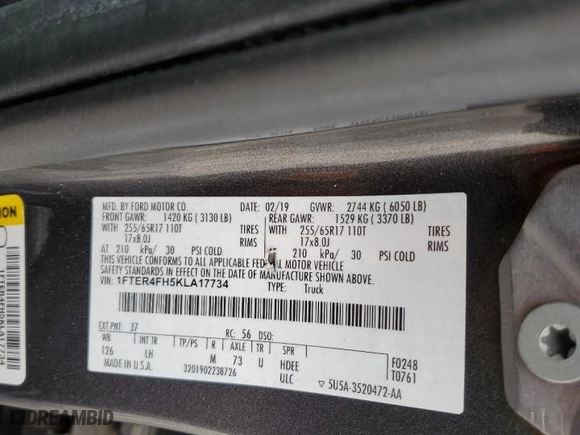 MFD. BY FORD MOTOR CO. 02/19 GVWR: 2744 KG ( 6050 LB)
FRONT GAWR: 1420 KG ( 3130 LB) REAR GAWR: 1529 KG ( 3370 LB)
WITH 255/65R17 110T TIRES WITH 255/65R17 110T TIRES
17x8.0J RIMS 17x8.0J RIMS
AT 210 kPa/ 30 PSI COLD 210 kPa/ 30 PSI COLD
THIS VEHICLE CONFORMS TO ALL APPLICABLE FEDERAL MOTOR VEHICLE
SAFETY STANDARDS IN EFFECT ON THE DATE OF MANUFACTURE SHOWN ABOVE.
VIN: 1FTER4FH5KLA17734 TYPE: Truck
EXT PNT: J7 RC: 56 DSO:
WB INT TR TP/PS R AXLE TR SPR
126 LH M 73 U HDEE F0248
MADE IN U.S.A. 3201902238726 ULC 5U5A-3520472-AA T0761
1FTER4FH5KLA17734
DREAMBID